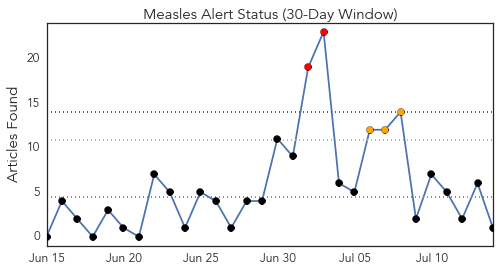 Measles Alert Status (30-Day Window)
Articles Found
20
15
10
5
0
Jun 15
Jun 20
Jun 25
Jun 30
Jul 05
Jul 10